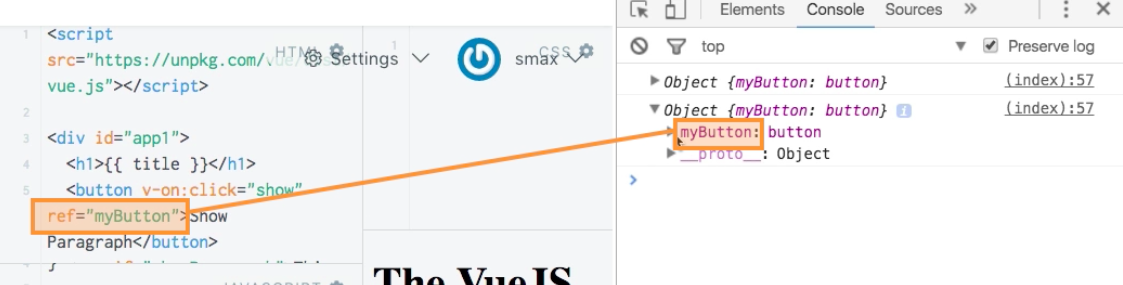 1 <script
HTML
src="https://unpkg.com/
vue.js"></script>
2
3 <div id="app1">
4 <h1>{{ title }}</h1>
5 <button v-on:click="show"
ref="myButton">Show
Paragraph</button>
1
CSS
Settings
smax
The VueJS
Elements Console Sources »
top
Preserve log
Object {myButton: button} (index):57
Object {myButton: button} i (index):57
myButton: button
__proto__: Object